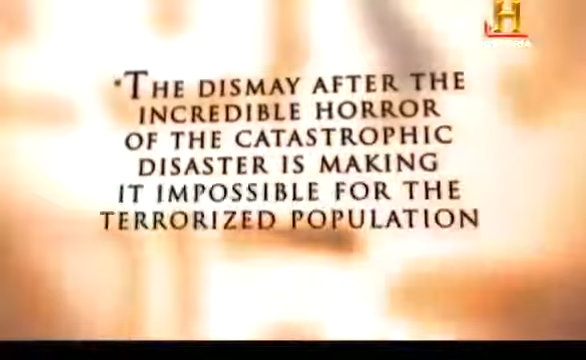 H
"THE DISMAY AFTER THE
INCREDIBLE HORROR
OF THE CATASTROPHIC
DISASTER IS MAKING
IT IMPOSSIBLE FOR THE
TERRORIZED POPULATION